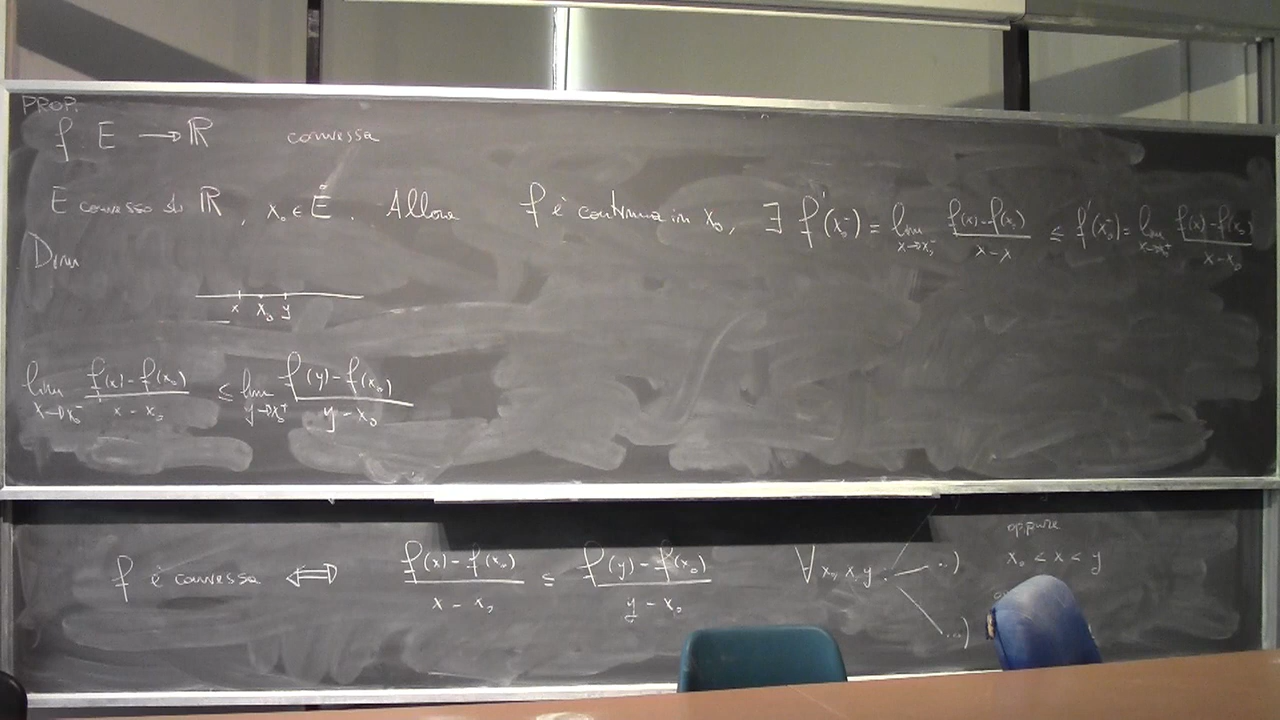 PROP.
f: E → ℝ convessa
E convesso di ℝ, x₀ ∈ E̊. Allora f è continua in x₀, ∃ f'(x₀⁻) = lim_{x→x₀⁻} (f(x) - f(x₀))/(x - x) ≤ f'(x₀⁺) = lim_{x→x₀⁺} (f(x) - f(x₀))/(x - x₀)
Dim
x x₀ y
lim_{x→x₀⁻} (f(x) - f(x₀))/(x - x₀) ≤ lim_{y→x₀⁺} (f(y) - f(x₀))/(y - x₀)
oppure
f è convessa ⟺ (f(x) - f(x₀))/(x - x₀) ≤ (f(y) - f(x₀))/(y - x₀) ∀ x₀, x, y : ...) x₀ < x < y
...)